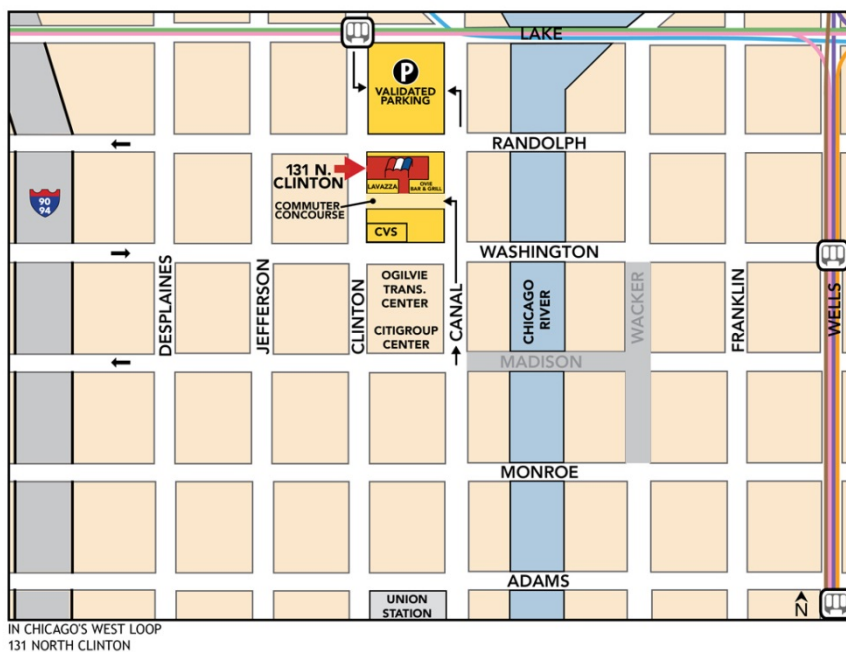 LAKE
P
VALIDATED
PARKING
RANDOLPH
131 N.
CLINTON
LAVAZZA
OVIE
BAR & GRILL
COMMUTER
CONCOURSE
90
94
CVS
WASHINGTON
DESPLAINES
JEFFERSON
CLINTON
OGILVIE
TRANS.
CENTER
CITIGROUP
CENTER
CANAL
CHICAGO
RIVER
WACKER
FRANKLIN
WELLS
MADISON
MONROE
ADAMS
UNION
STATION
N
IN CHICAGO'S WEST LOOP
131 NORTH CLINTON